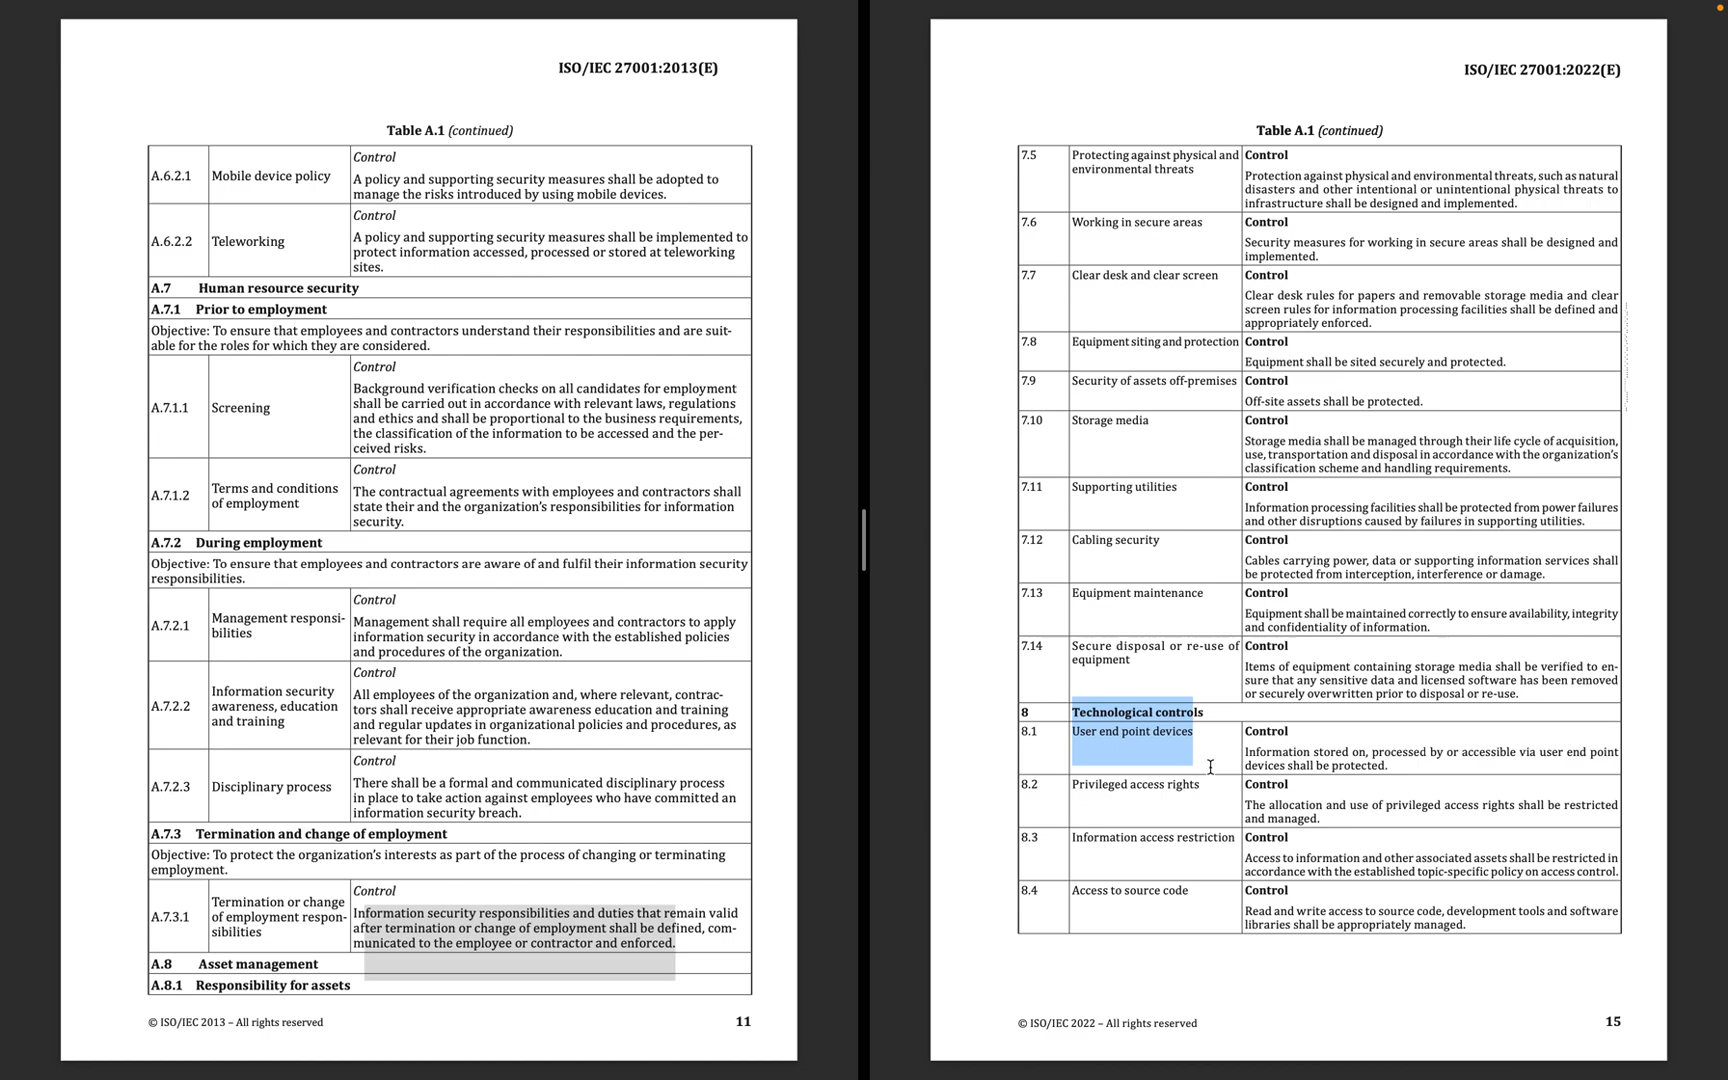 ISO/IEC 27001:2013(E)
Table A.1 (continued)
A.6.2.1
Mobile device policy
Control
A policy and supporting security measures shall be adopted to
manage the risks introduced by using mobile devices.
A.6.2.2
Teleworking
Control
A policy and supporting security measures shall be implemented to
protect information accessed, processed or stored at teleworking
sites.
A.7 Human resource security
A.7.1 Prior to employment
Objective: To ensure that employees and contractors understand their responsibilities and are suit-
able for the roles for which they are considered.
A.7.1.1
Screening
Control
Background verification checks on all candidates for employment
shall be carried out in accordance with relevant laws, regulations
and ethics and shall be proportional to the business requirements,
the classification of the information to be accessed and the per-
ceived risks.
A.7.1.2
Terms and conditions
of employment
Control
The contractual agreements with employees and contractors shall
state their and the organization's responsibilities for information
security.
A.7.2 During employment
Objective: To ensure that employees and contractors are aware of and fulfil their information security
responsibilities.
A.7.2.1
Management responsi-
bilities
Control
Management shall require all employees and contractors to apply
information security in accordance with the established policies
and procedures of the organization.
A.7.2.2
Information security
awareness, education
and training
Control
All employees of the organization and, where relevant, contrac-
tors shall receive appropriate awareness education and training
and regular updates in organizational policies and procedures, as
relevant for their job function.
A.7.2.3
Disciplinary process
Control
There shall be a formal and communicated disciplinary process
in place to take action against employees who have committed an
information security breach.
A.7.3 Termination and change of employment
Objective: To protect the organization's interests as part of the process of changing or terminating
employment.
A.7.3.1
Termination or change
of employment respon-
sibilities
Control
Information security responsibilities and duties that remain valid
after termination or change of employment shall be defined, com-
municated to the employee or contractor and enforced.
A.8 Asset management
A.8.1 Responsibility for assets
© ISO/IEC 2013 – All rights reserved
11
ISO/IEC 27001:2022(E)
Table A.1 (continued)
7.5
Protecting against physical and
environmental threats
Control
Protection against physical and environmental threats, such as natural
disasters and other intentional or unintentional physical threats to
infrastructure shall be designed and implemented.
7.6
Working in secure areas
Control
Security measures for working in secure areas shall be designed and
implemented.
7.7
Clear desk and clear screen
Control
Clear desk rules for papers and removable storage media and clear
screen rules for information processing facilities shall be defined and
appropriately enforced.
7.8
Equipment siting and protection
Control
Equipment shall be sited securely and protected.
7.9
Security of assets off-premises
Control
Off-site assets shall be protected.
7.10
Storage media
Control
Storage media shall be managed through their life cycle of acquisition,
use, transportation and disposal in accordance with the organization's
classification scheme and handling requirements.
7.11
Supporting utilities
Control
Information processing facilities shall be protected from power failures
and other disruptions caused by failures in supporting utilities.
7.12
Cabling security
Control
Cables carrying power, data or supporting information services shall
be protected from interception, interference or damage.
7.13
Equipment maintenance
Control
Equipment shall be maintained correctly to ensure availability, integrity
and confidentiality of information.
7.14
Secure disposal or re-use of
equipment
Control
Items of equipment containing storage media shall be verified to en-
sure that any sensitive data and licensed software has been removed
or securely overwritten prior to disposal or re-use.
8 Technological controls
8.1
User end point devices
Control
Information stored on, processed by or accessible via user end point
devices shall be protected.
8.2
Privileged access rights
Control
The allocation and use of privileged access rights shall be restricted
and managed.
8.3
Information access restriction
Control
Access to information and other associated assets shall be restricted in
accordance with the established topic-specific policy on access control.
8.4
Access to source code
Control
Read and write access to source code, development tools and software
libraries shall be appropriately managed.
© ISO/IEC 2022 – All rights reserved
15